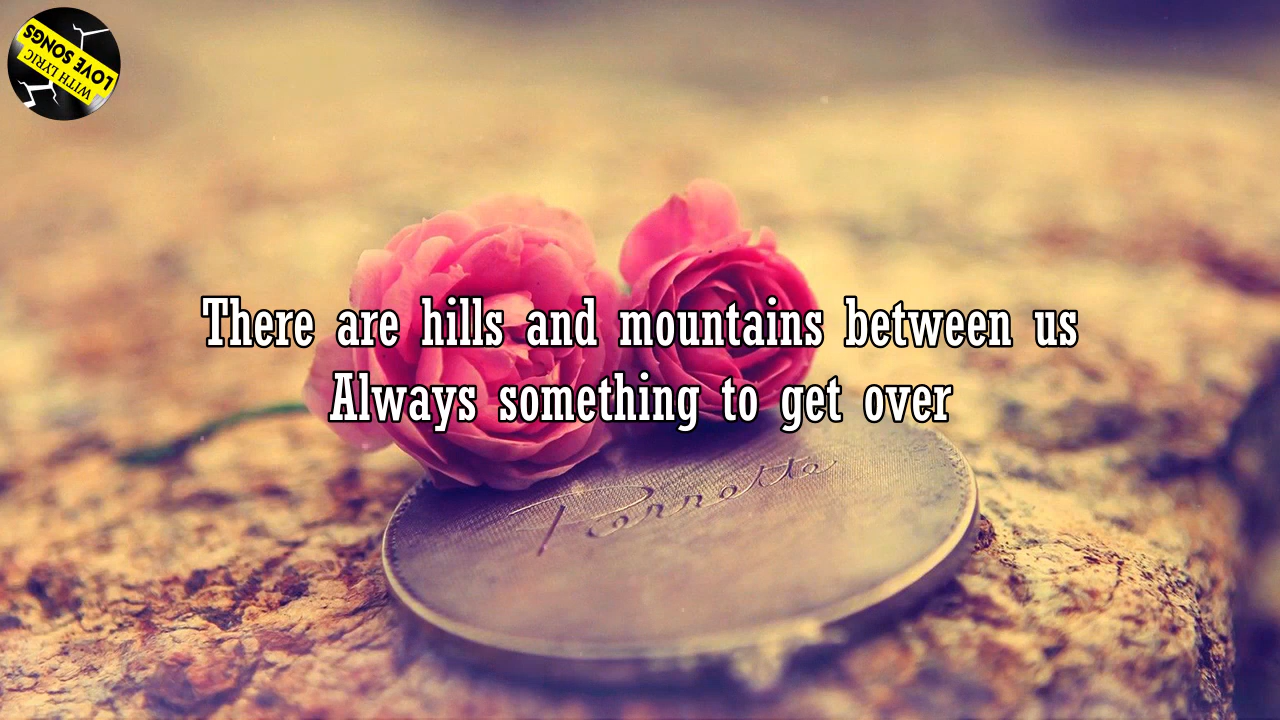 LOVE SONGS
WITH LYRIC
There are hills and mountains between us
Always something to get over